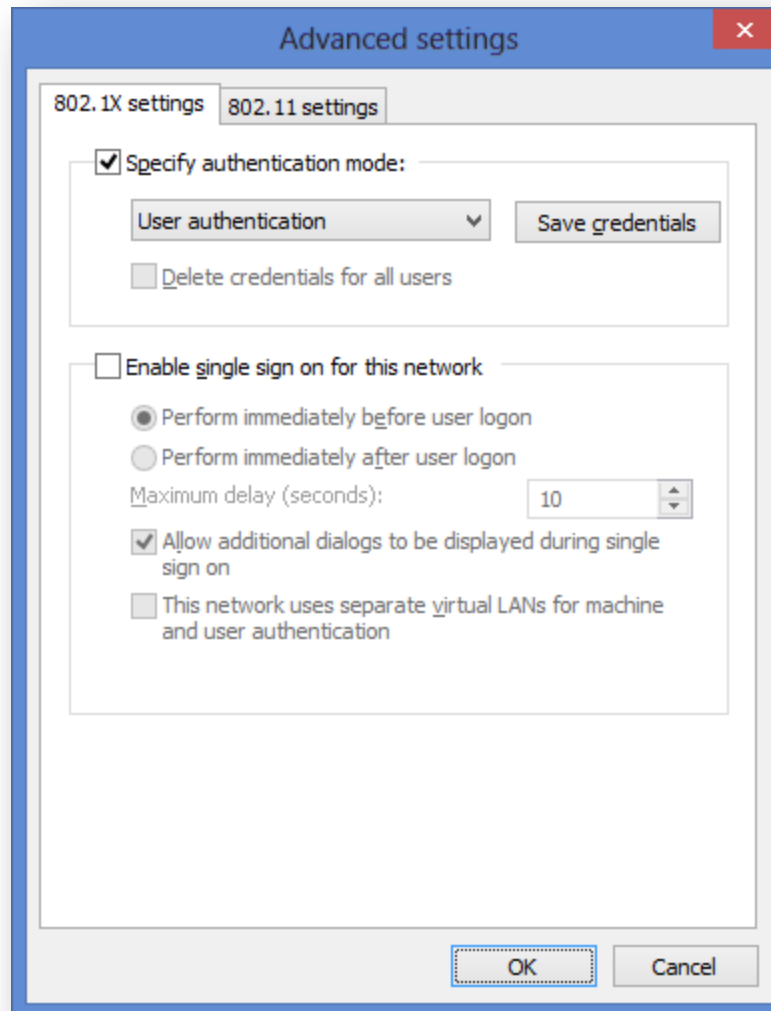 Advanced settings
802.1X settings
802.11 settings
Specify authentication mode:
User authentication
Save credentials
Delete credentials for all users
Enable single sign on for this network
Perform immediately before user logon
Perform immediately after user logon
Maximum delay (seconds):
10
Allow additional dialogs to be displayed during single
sign on
This network uses separate virtual LANs for machine
and user authentication
OK
Cancel